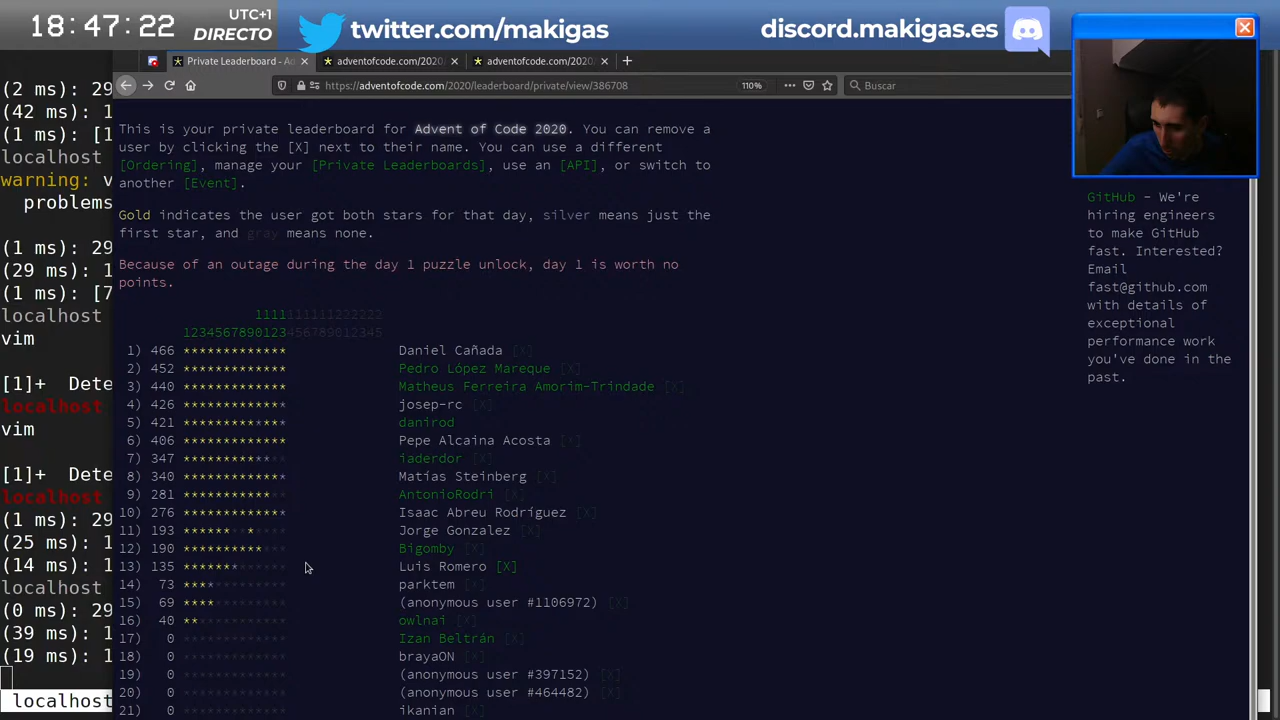 18:47:22
UTC+1
DIRECTO
twitter.com/makigas
discord.makigas.es
Private Leaderboard - Ad
adventofcode.com/2020/
adventofcode.com/2020/
https://adventofcode.com/2020/leaderboard/private/view/386708
110%
Buscar
(2 ms): 29
(42 ms): 1
(1 ms): [1
localhost
warning: v
problems
(1 ms): 29
(29 ms): 1
(1 ms): [7
localhost
vim
[1]+ Dete
localhost
vim
[1]+ Dete
localhost
(1 ms): 29
(25 ms): 1
(14 ms): 1
localhost
(0 ms): 29
(39 ms): 1
(19 ms): 1
localhost
This is your private leaderboard for Advent of Code 2020. You can remove a
user by clicking the [X] next to their name. You can use a different
[Ordering], manage your [Private Leaderboards], use an [API], or switch to
another [Event].
Gold indicates the user got both stars for that day, silver means just the
first star, and gray means none.
Because of an outage during the day 1 puzzle unlock, day 1 is worth no
points.
1111111111222222
1234567890123456789012345
1) 466 ************* Daniel Cañada [X]
2) 452 ************* Pedro López Mareque [X]
3) 440 ************* Matheus Ferreira Amorim-Trindade [X]
4) 426 ************* josep-rc [X]
5) 421 ************* danirod
6) 406 ************* Pepe Alcaina Acosta [X]
7) 347 ************* iaderdor [X]
8) 340 ************* Matías Steinberg [X]
9) 281 ************* AntonioRodri [X]
10) 276 ************* Isaac Abreu Rodríguez [X]
11) 193 ************* Jorge Gonzalez [X]
12) 190 ************* Bigomby [X]
13) 135 ************* Luis Romero [X]
14) 73 ************* parktem [X]
15) 69 ************* (anonymous user #1106972) [X]
16) 40 ************* owlnai [X]
17) 0 ************* Izan Beltrán [X]
18) 0 ************* brayaON [X]
19) 0 ************* (anonymous user #397152) [X]
20) 0 ************* (anonymous user #464482) [X]
21) 0 ************* ikanian [X]
GitHub - We're
hiring engineers
to make GitHub
fast. Interested?
Email
fast@github.com
with details of
exceptional
performance work
you've done in the
past.